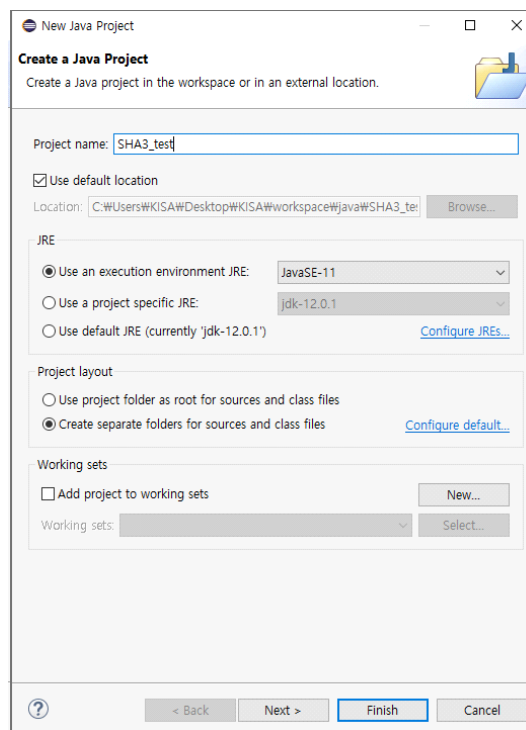 New Java Project
Create a Java Project
Create a Java project in the workspace or in an external location.
Project name: SHA3_test
Use default location
Location: C:₩Users₩KISA₩Desktop₩KISA₩workspace₩java₩SHA3_te Browse...
JRE
Use an execution environment JRE: JavaSE-11
Use a project specific JRE: jdk-12.0.1
Use default JRE (currently 'jdk-12.0.1') Configure JREs...
Project layout
Use project folder as root for sources and class files
Create separate folders for sources and class files Configure default...
Working sets
Add project to working sets New...
Working sets: Select...
? < Back Next > Finish Cancel